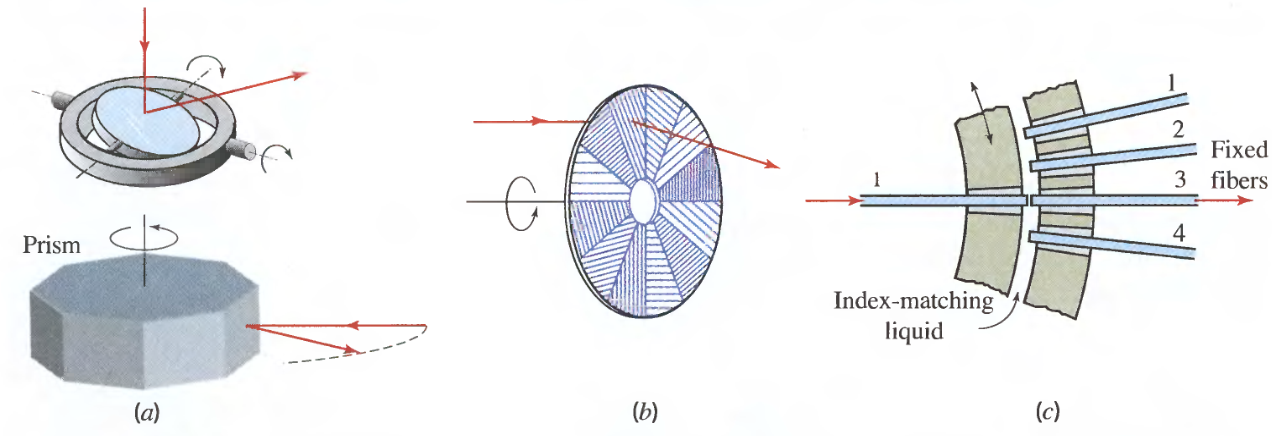 Prism
(a)
(b)
1
1
2
3
4
Fixed
fibers
Index-matching
liquid
(c)